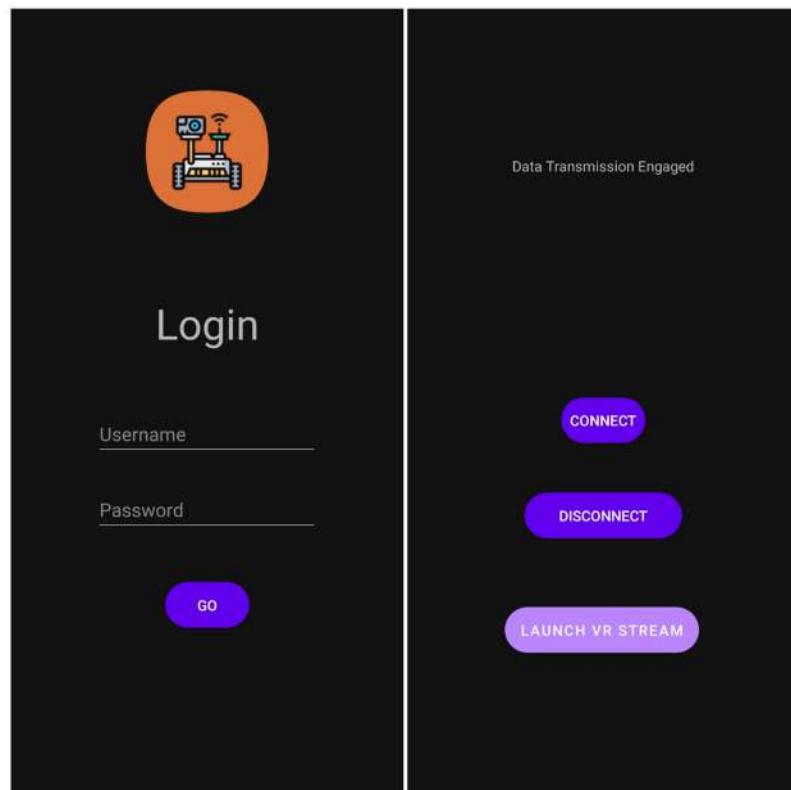 Login
Username
Password
GO
Data Transmission Engaged
CONNECT
DISCONNECT
LAUNCH VR STREAM